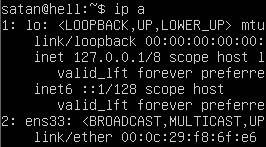 satan@hell:~$ ip a
1: lo: <LOOPBACK,UP,LOWER_UP> mtu
link/loopback 00:00:00:00:00:
inet 127.0.0.1/8 scope host l
valid_lft forever preferre
inet6 ::1/128 scope host
valid_lft forever preferre
2: ens33: <BROADCAST,MULTICAST,UP
link/ether 00:0c:29:f8:6f:e6